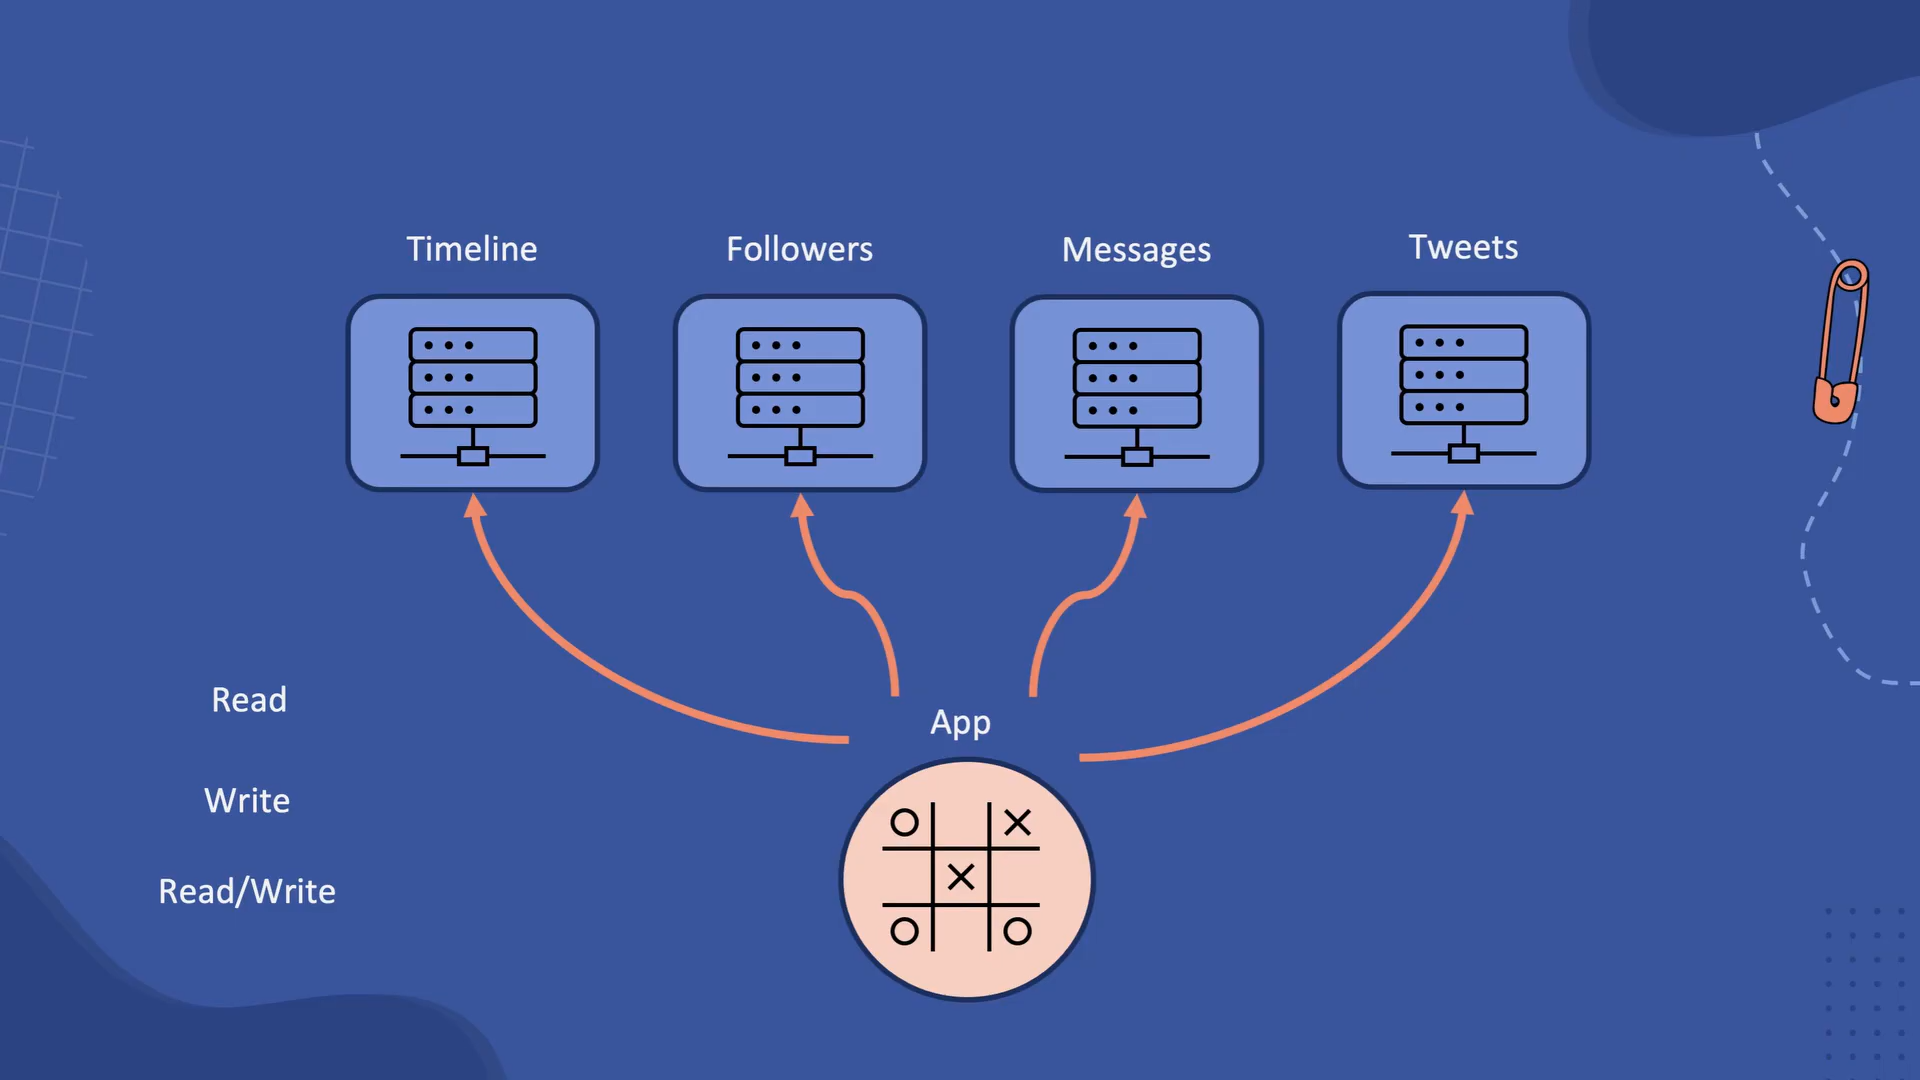 Timeline
Followers
Messages
Tweets
Read
App
Write
Read/Write